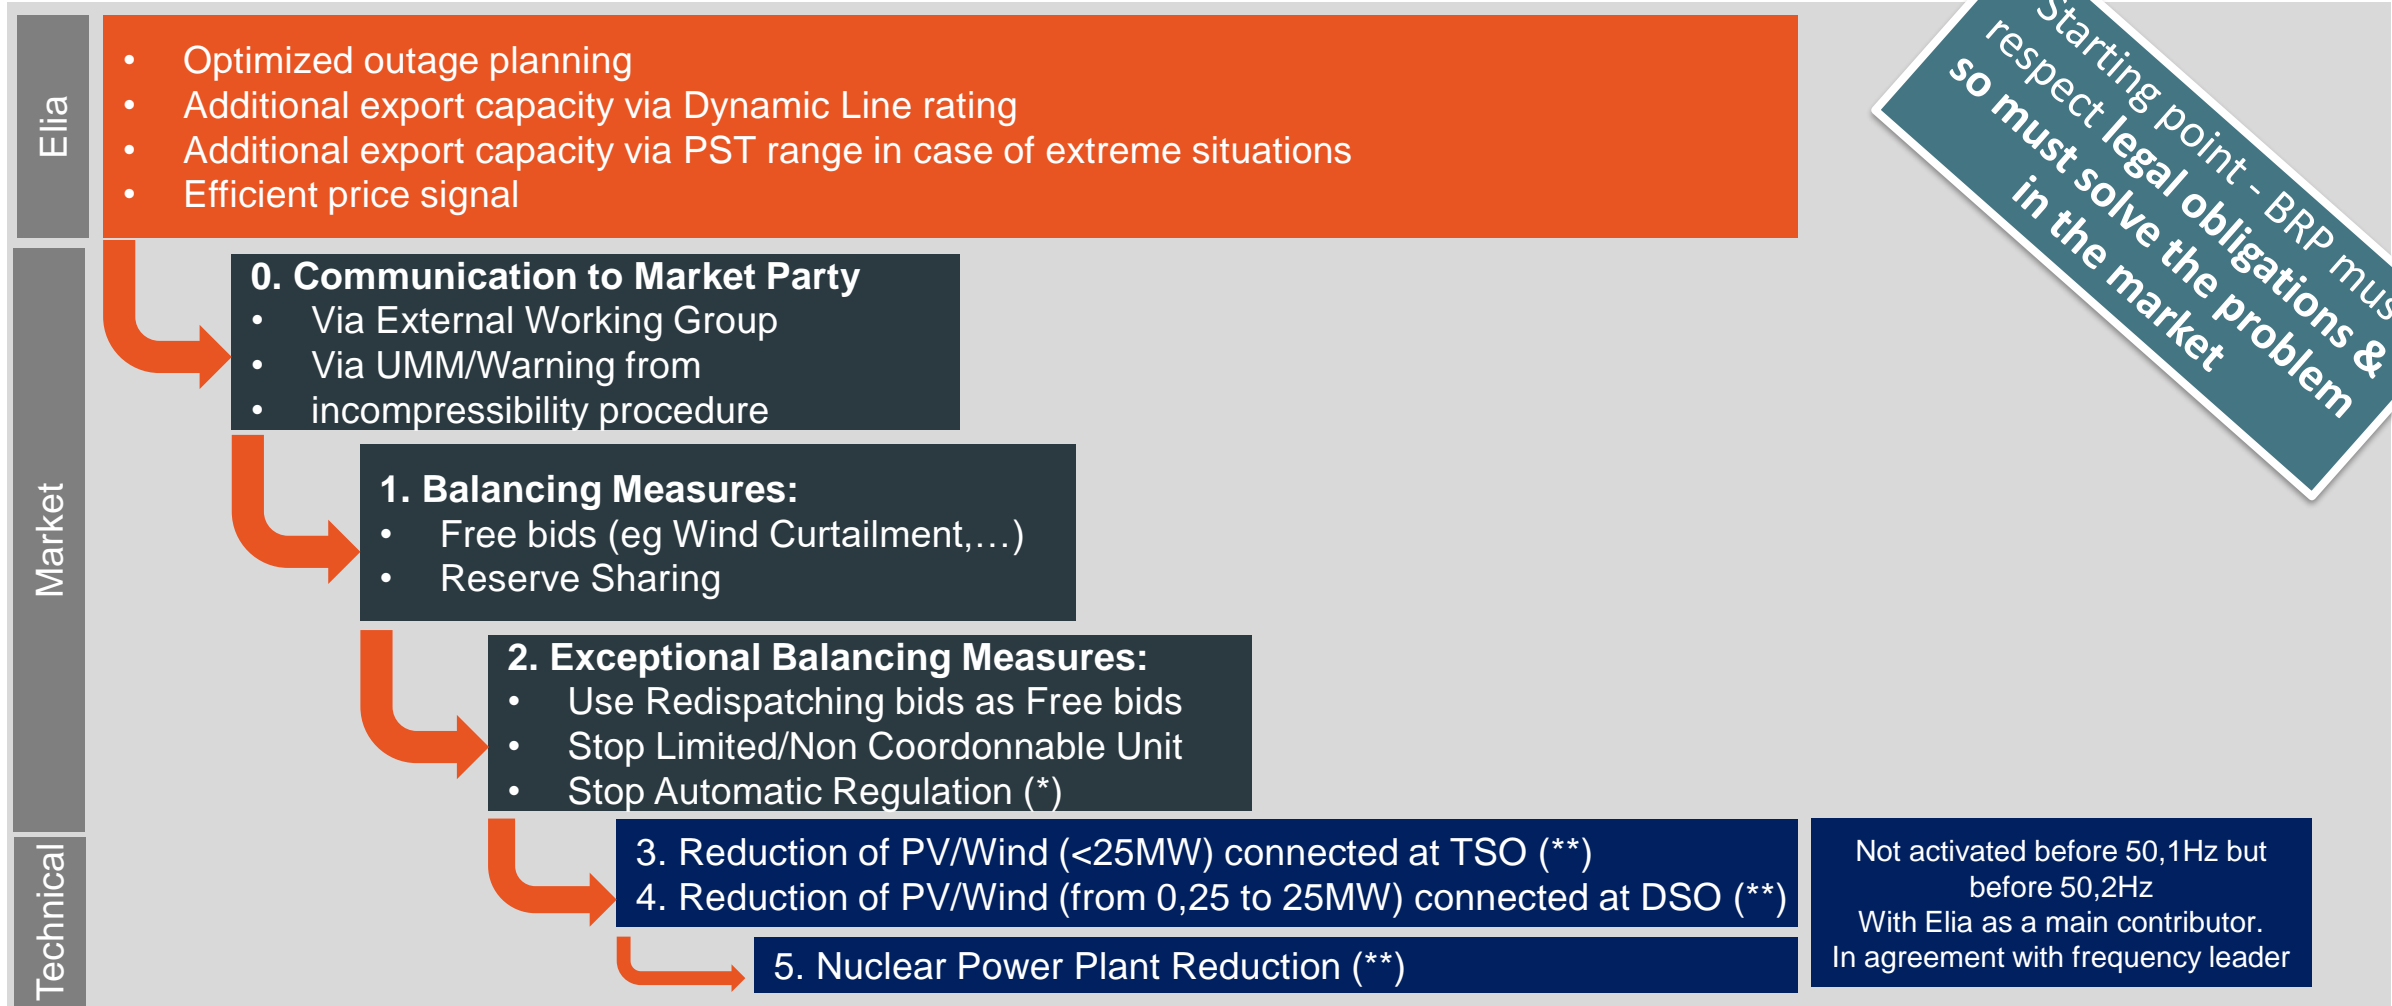 Elia
• Optimized outage planning
• Additional export capacity via Dynamic Line rating
• Additional export capacity via PST range in case of extreme situations
• Efficient price signal
Starting point - BRP mus
respect legal obligations &
so must solve the problem
in the market
Market
0. Communication to Market Party
• Via External Working Group
• Via UMM/Warning from
• incompressibility procedure
1. Balancing Measures:
• Free bids (eg Wind Curtailment,…)
• Reserve Sharing
2. Exceptional Balancing Measures:
• Use Redispatching bids as Free bids
• Stop Limited/Non Coordonnable Unit
• Stop Automatic Regulation (*)
Technical
3. Reduction of PV/Wind (<25MW) connected at TSO (**)
4. Reduction of PV/Wind (from 0,25 to 25MW) connected at DSO (**)
5. Nuclear Power Plant Reduction (**)
Not activated before 50,1Hz but
before 50,2Hz
With Elia as a main contributor.
In agreement with frequency leader